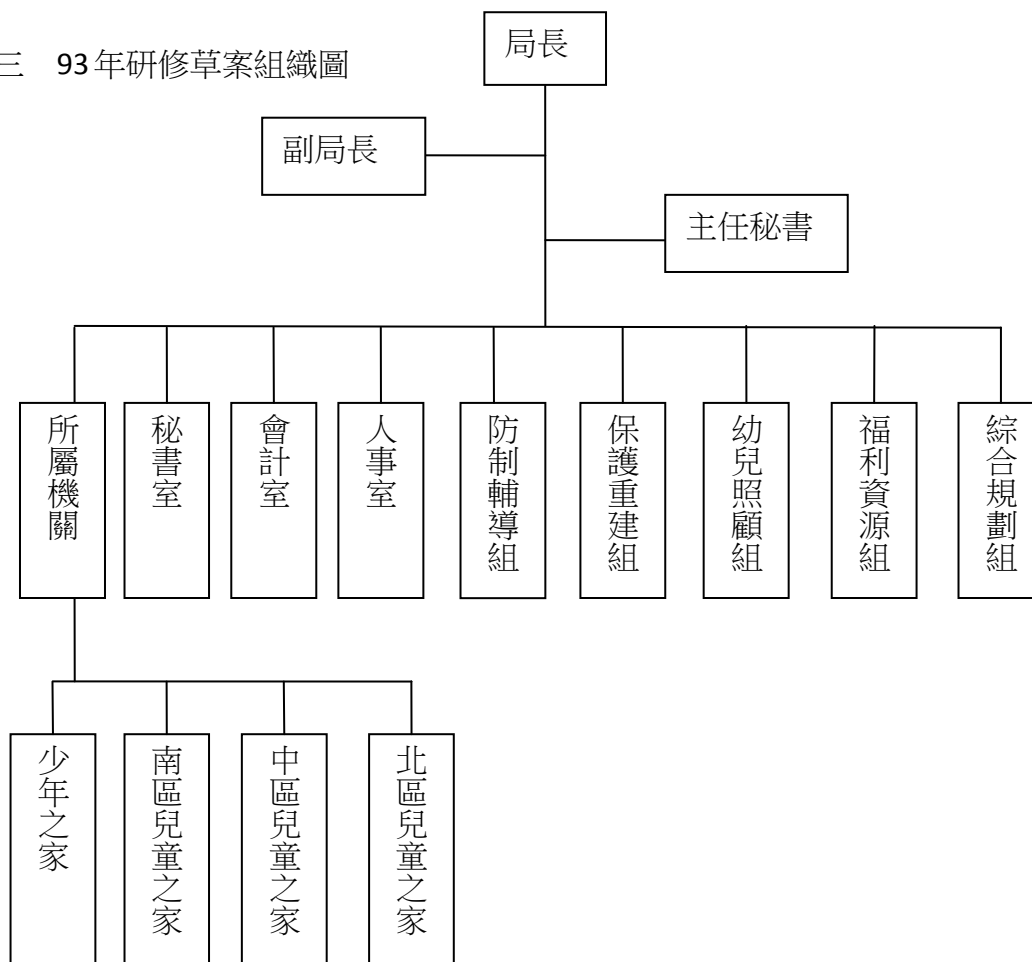 局長
三 93年研修草案組織圖
副局長
主任秘書
所屬機關
秘書室
會計室
人事室
防制輔導組
保護重建組
幼兒照顧組
福利資源組
綜合規劃組
少年之家
南區兒童之家
中區兒童之家
北區兒童之家